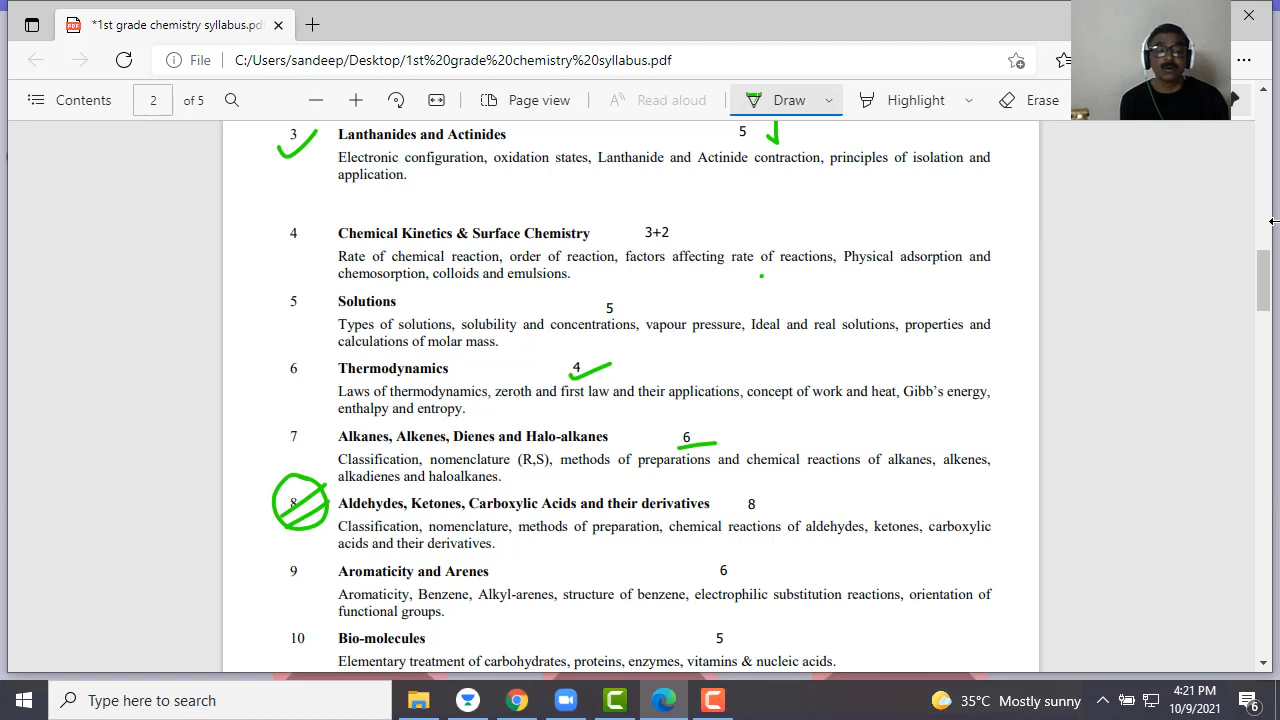 *1st grade chemistry syllabus.pdf
File C:/Users/sandeep/Desktop/1st%20grade%20chemistry%20syllabus.pdf
Contents 2 of 5 Page view Read aloud Draw Highlight Erase
3 Lanthanides and Actinides 5
Electronic configuration, oxidation states, Lanthanide and Actinide contraction, principles of isolation and
application.
4 Chemical Kinetics & Surface Chemistry 3+2
Rate of chemical reaction, order of reaction, factors affecting rate of reactions, Physical adsorption and
chemosorption, colloids and emulsions.
5 Solutions 5
Types of solutions, solubility and concentrations, vapour pressure, Ideal and real solutions, properties and
calculations of molar mass.
6 Thermodynamics 4
Laws of thermodynamics, zeroth and first law and their applications, concept of work and heat, Gibb's energy,
enthalpy and entropy.
7 Alkanes, Alkenes, Dienes and Halo-alkanes 6
Classification, nomenclature (R,S), methods of preparations and chemical reactions of alkanes, alkenes,
alkadienes and haloalkanes.
8 Aldehydes, Ketones, Carboxylic Acids and their derivatives 8
Classification, nomenclature, methods of preparation, chemical reactions of aldehydes, ketones, carboxylic
acids and their derivatives.
9 Aromaticity and Arenes 6
Aromaticity, Benzene, Alkyl-arenes, structure of benzene, electrophilic substitution reactions, orientation of
functional groups.
10 Bio-molecules 5
Elementary treatment of carbohydrates, proteins, enzymes, vitamins & nucleic acids.
Type here to search 35°C Mostly sunny 4:21 PM
10/9/2021 6